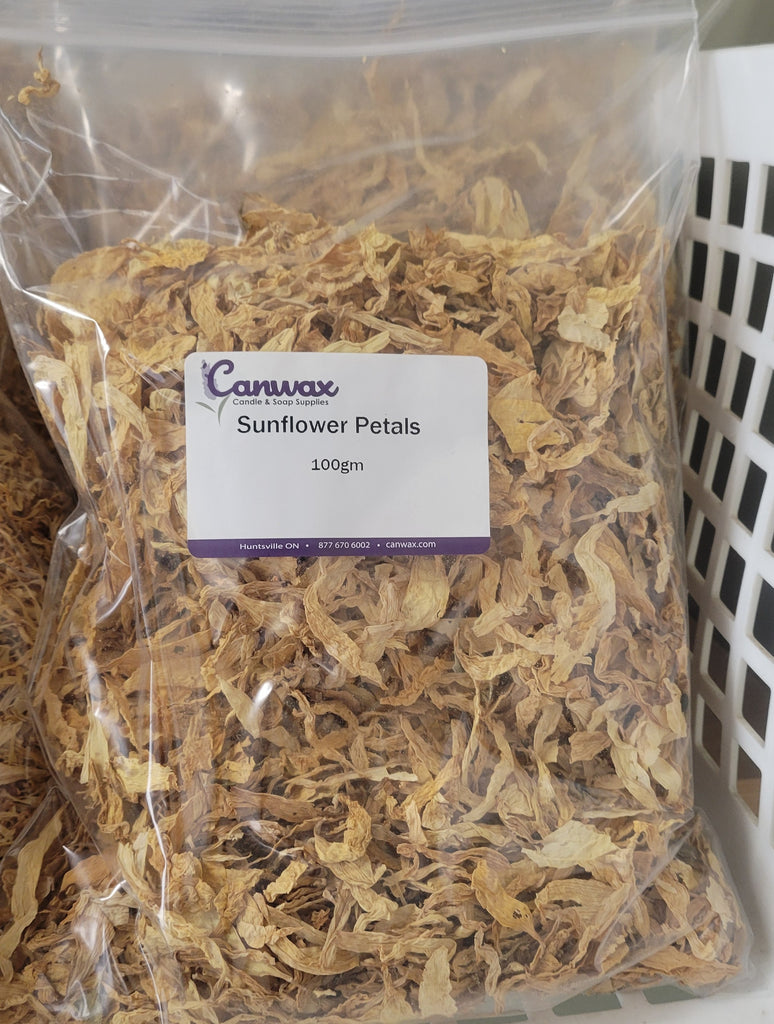 Canwax
Candle & Soap Supplies
Sunflower Petals
100gm
Huntsville ON • 877 670 6002 • canwax.com